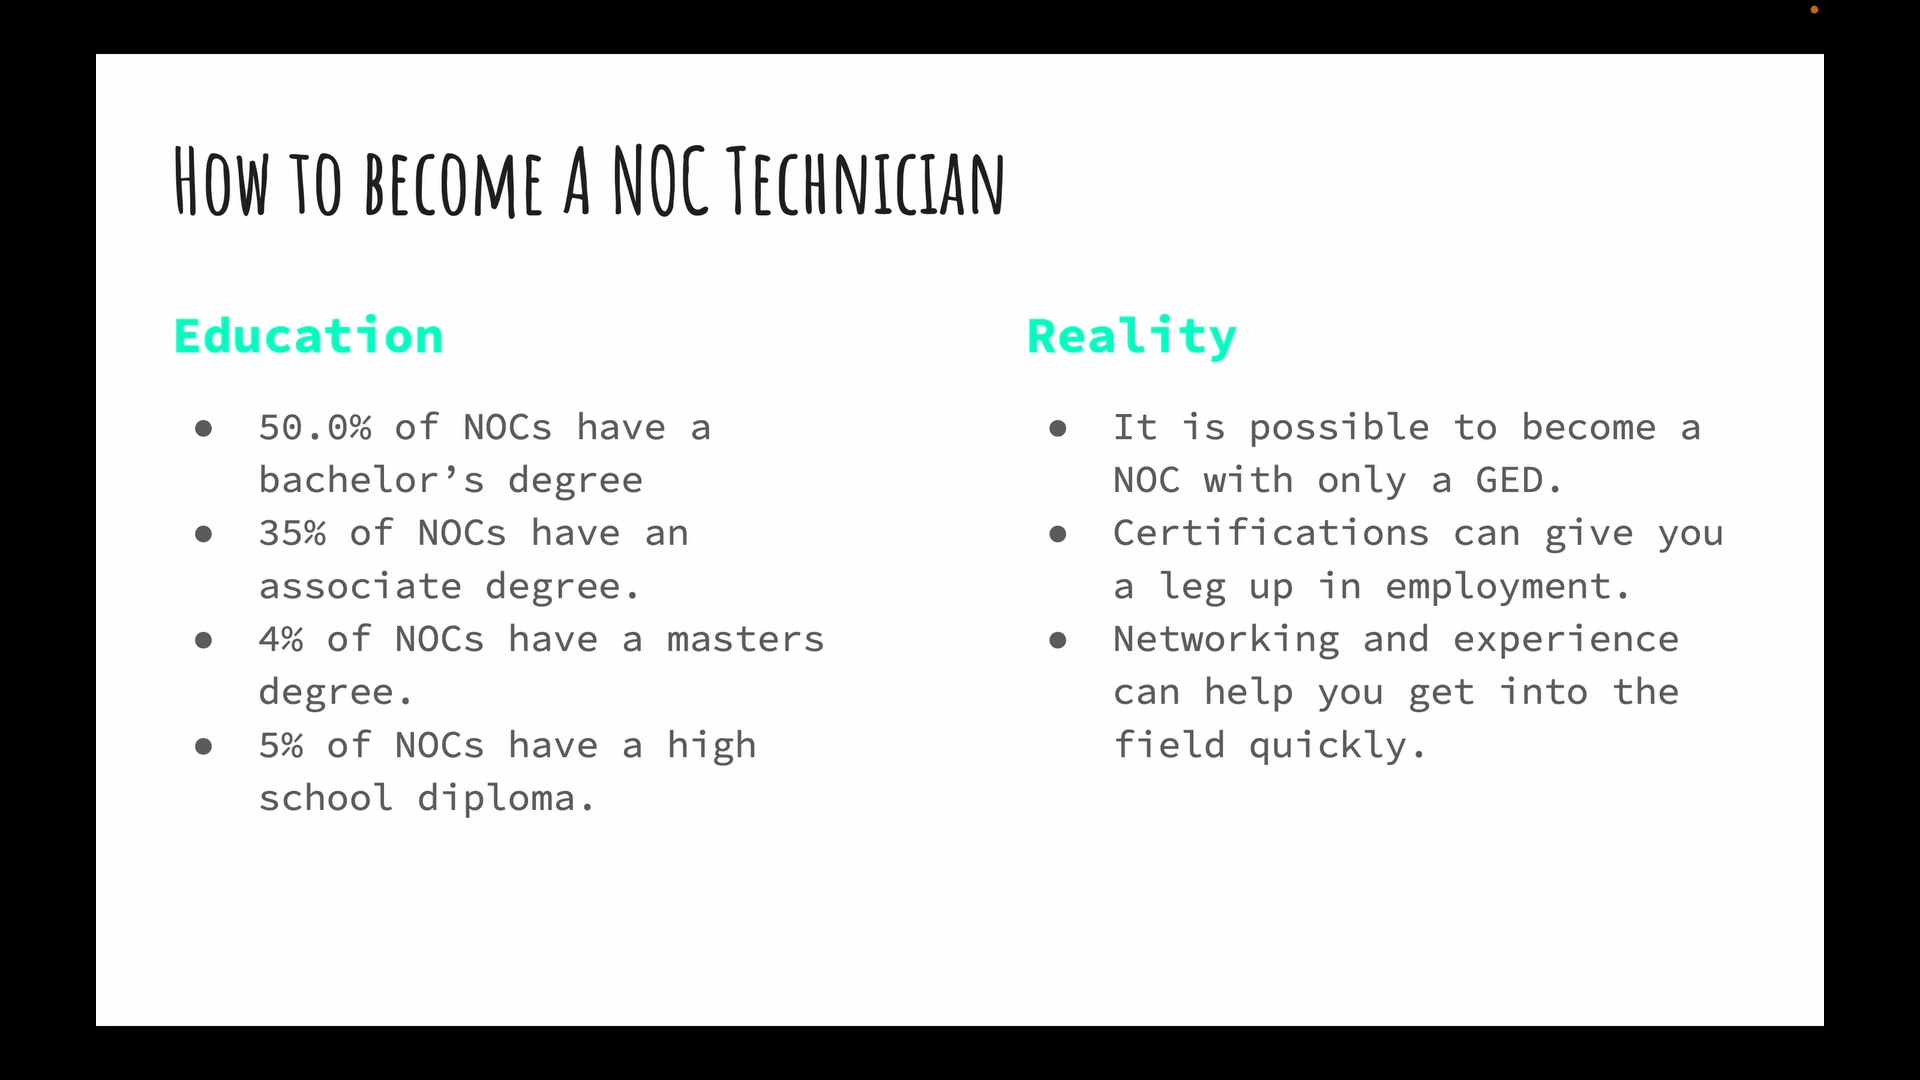 How to become A NOC Technician
Education
● 50.0% of NOCs have a
bachelor’s degree
● 35% of NOCs have an
associate degree.
● 4% of NOCs have a masters
degree.
● 5% of NOCs have a high
school diploma.
Reality
● It is possible to become a
NOC with only a GED.
● Certifications can give you
a leg up in employment.
● Networking and experience
can help you get into the
field quickly.